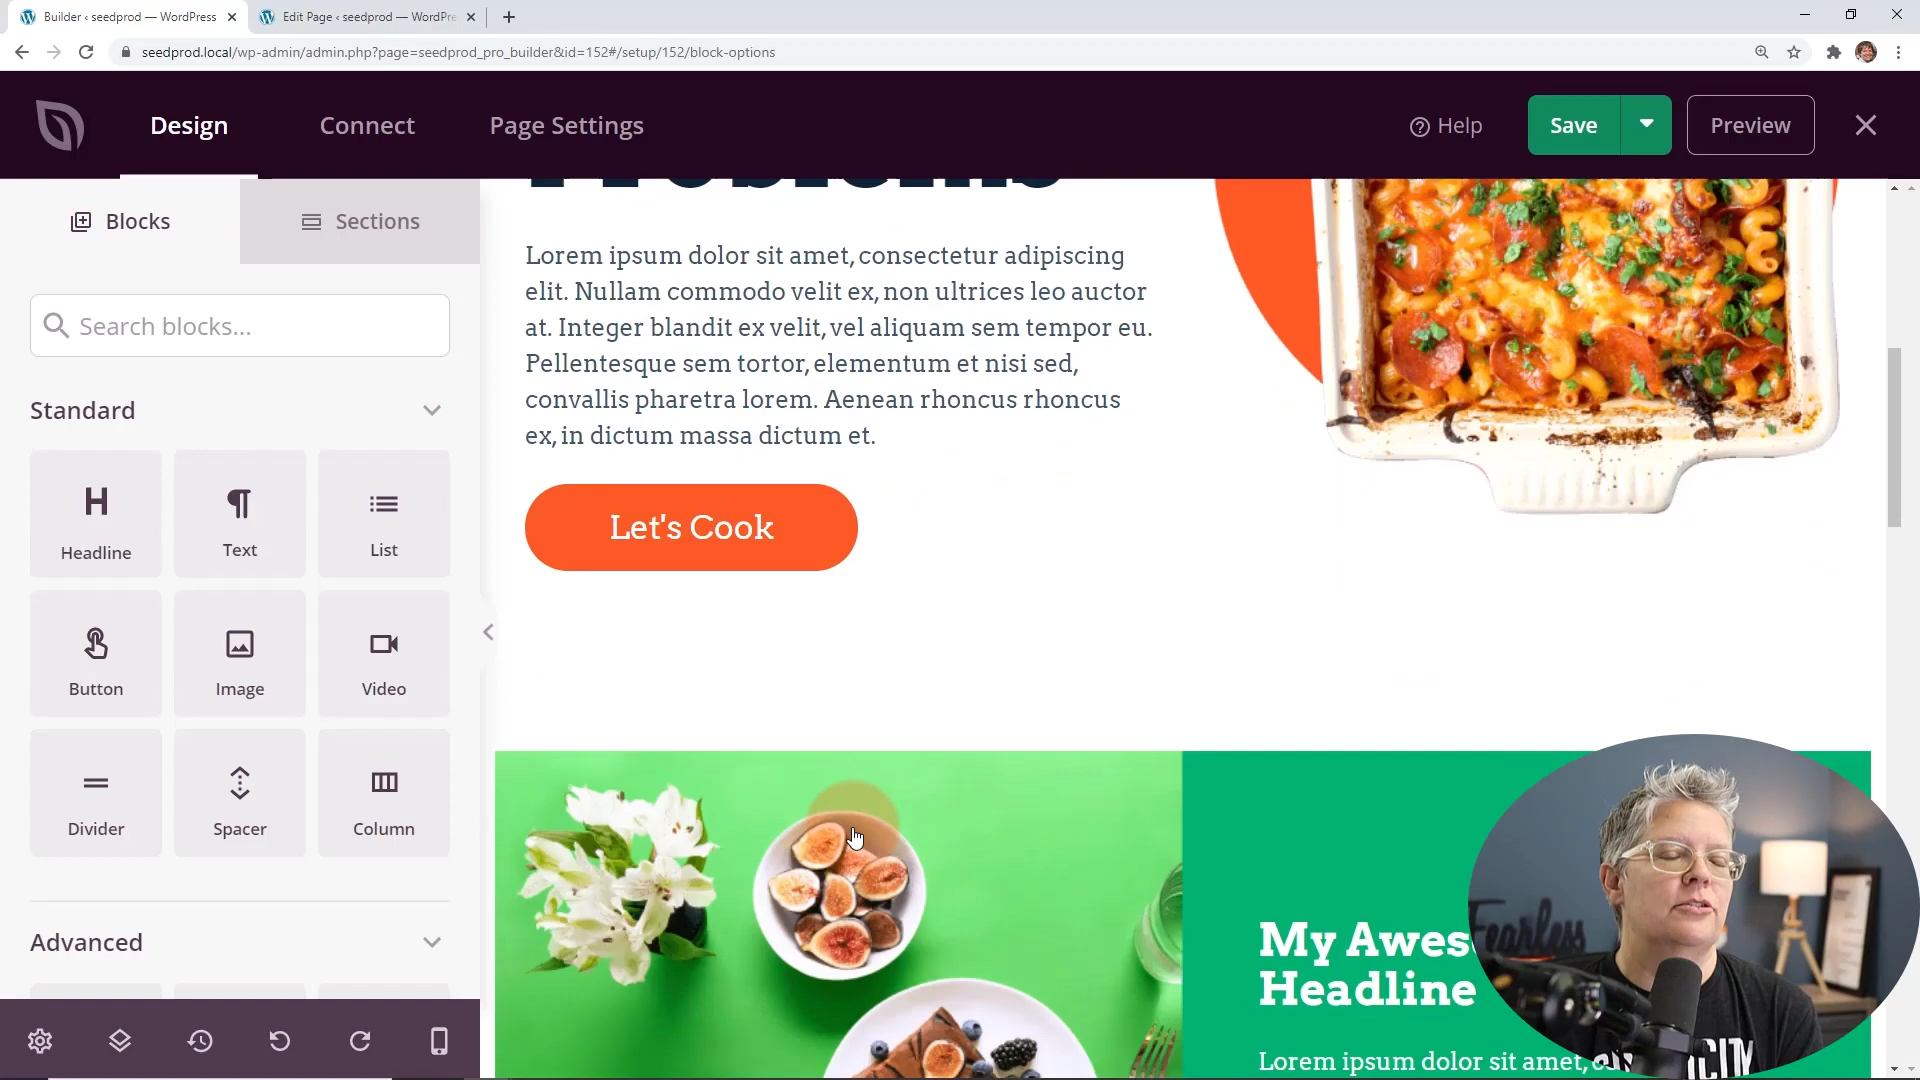 Builder ‹ seedprod — WordPress
Edit Page ‹ seedprod — WordPre
seedprod.local/wp-admin/admin.php?page=seedprod_pro_builder&id=152#/setup/152/block-options
Design
Connect
Page Settings
Help
Save
Preview
Blocks
Sections
Search blocks...
Standard
Headline
Text
List
Button
Image
Video
Divider
Spacer
Column
Advanced
Problems
Lorem ipsum dolor sit amet, consectetur adipiscing
elit. Nullam commodo velit ex, non ultrices leo auctor
at. Integer blandit ex velit, vel aliquam sem tempor eu.
Pellentesque sem tortor, elementum et nisi sed,
convallis pharetra lorem. Aenean rhoncus rhoncus
ex, in dictum massa dictum et.
Let's Cook
My Awes
Headline
Lorem ipsum dolor sit amet,
Fearless